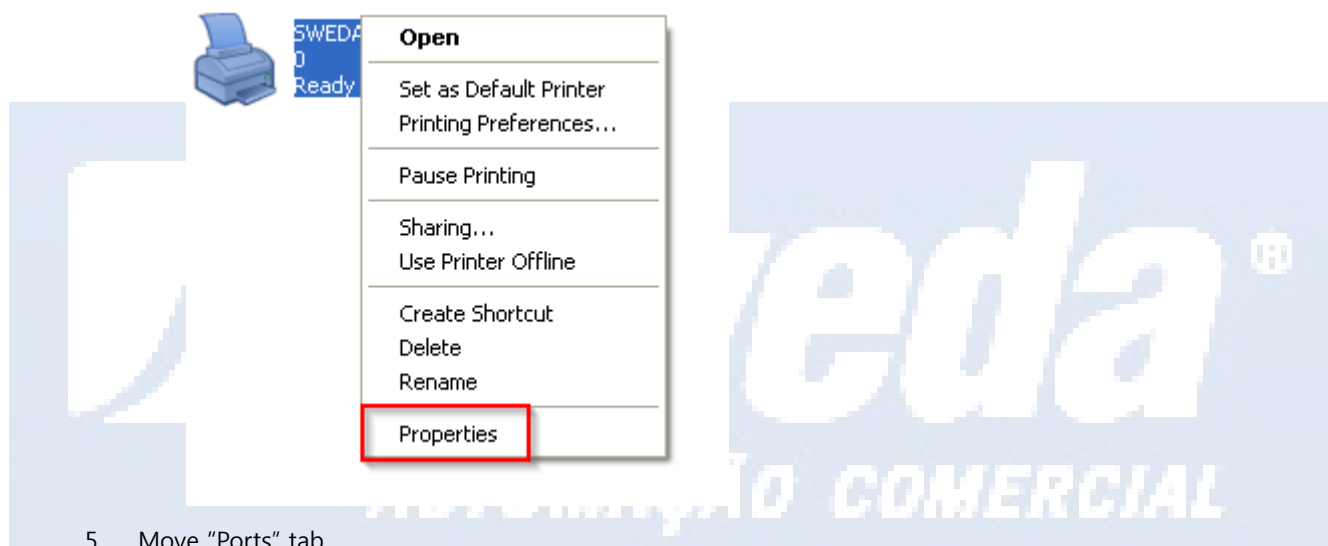 SWEDA
0
Ready
Open
Set as Default Printer
Printing Preferences...
Pause Printing
Sharing...
Use Printer Offline
Create Shortcut
Delete
Rename
Properties
eda®
O COMERCIAL
5 Move "Ports" tab